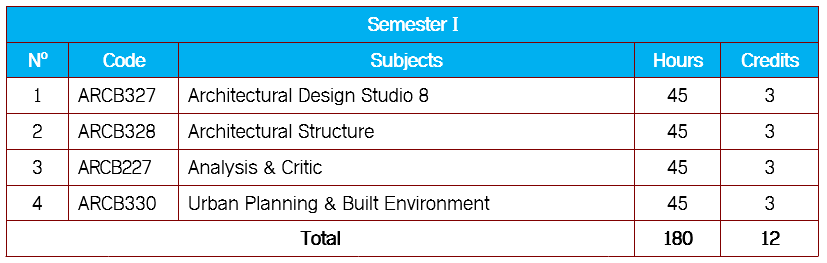 Semester I
Nº Code Subjects Hours Credits
1 ARCB327 Architectural Design Studio 8 45 3
2 ARCB328 Architectural Structure 45 3
3 ARCB227 Analysis & Critic 45 3
4 ARCB330 Urban Planning & Built Environment 45 3
Total 180 12